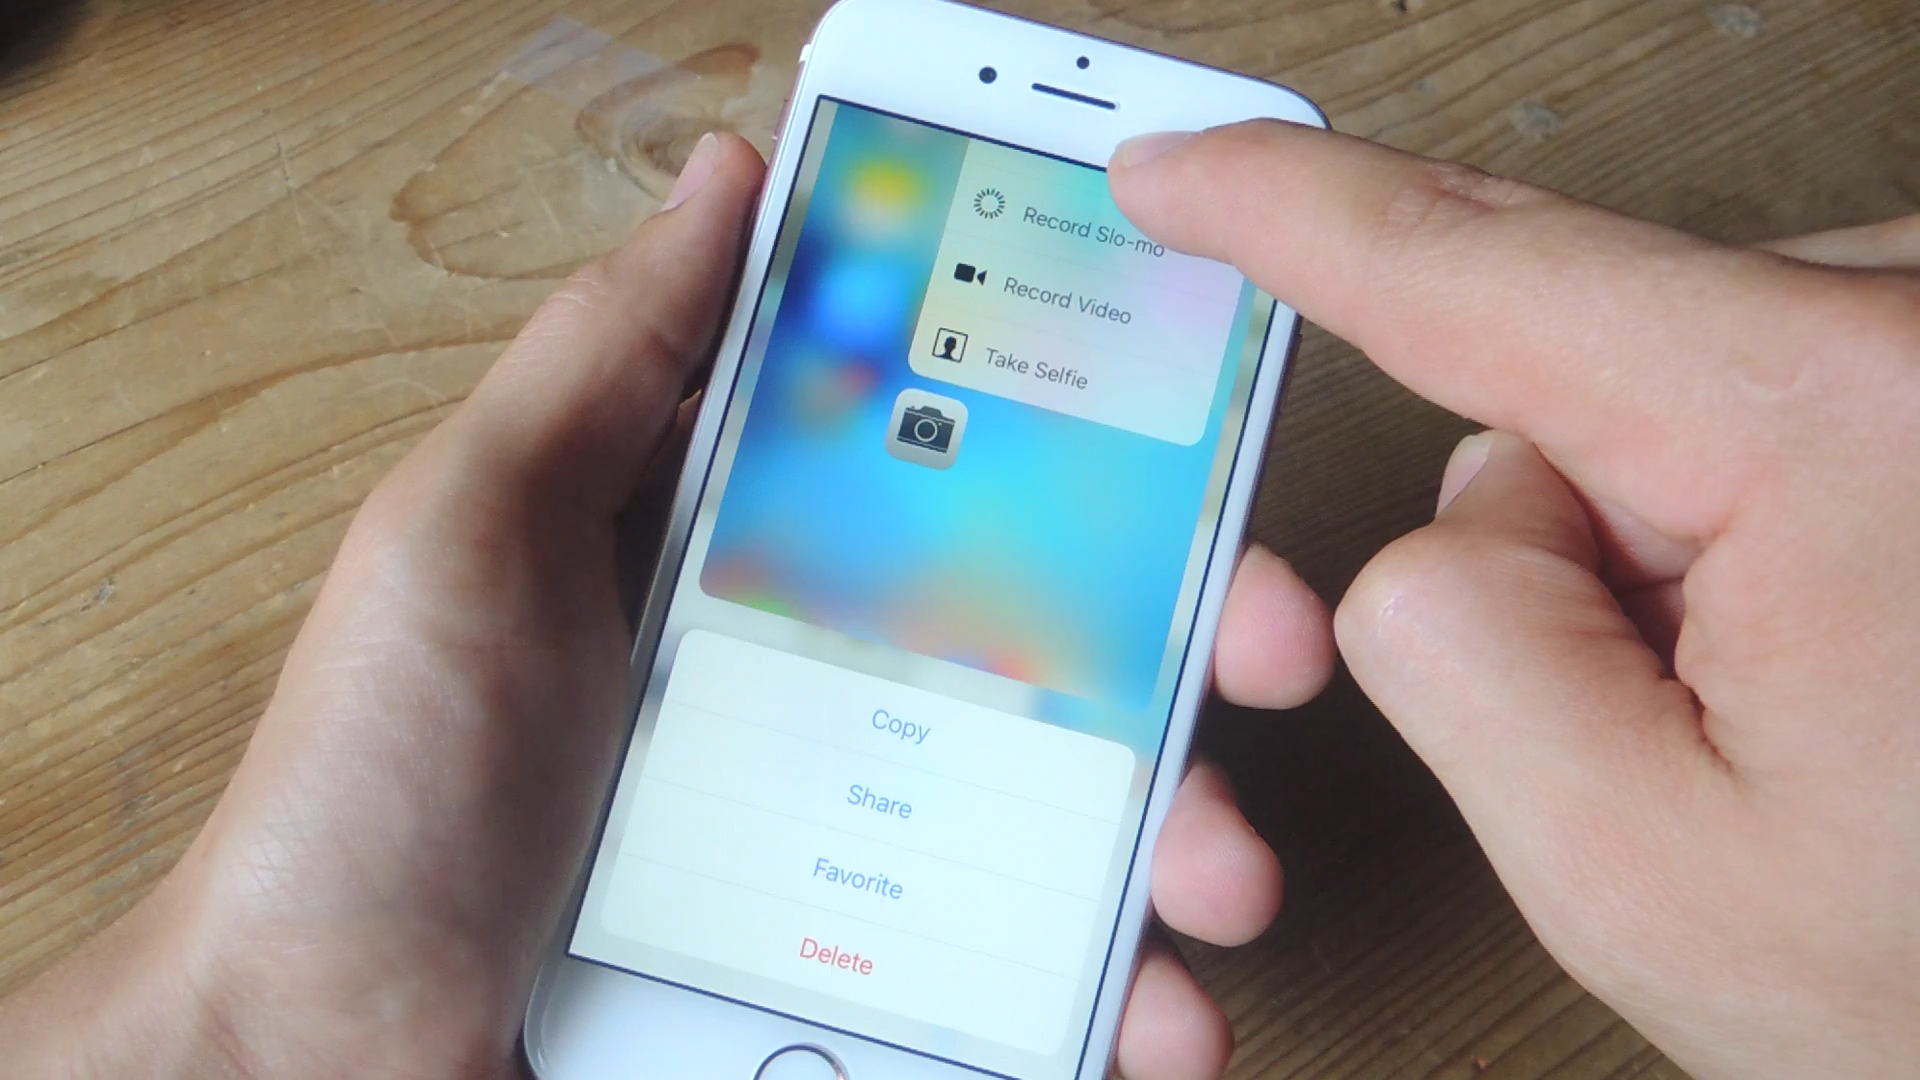 Record Slo-mo
Record Video
Take Selfie
Copy
Share
Favorite
Delete